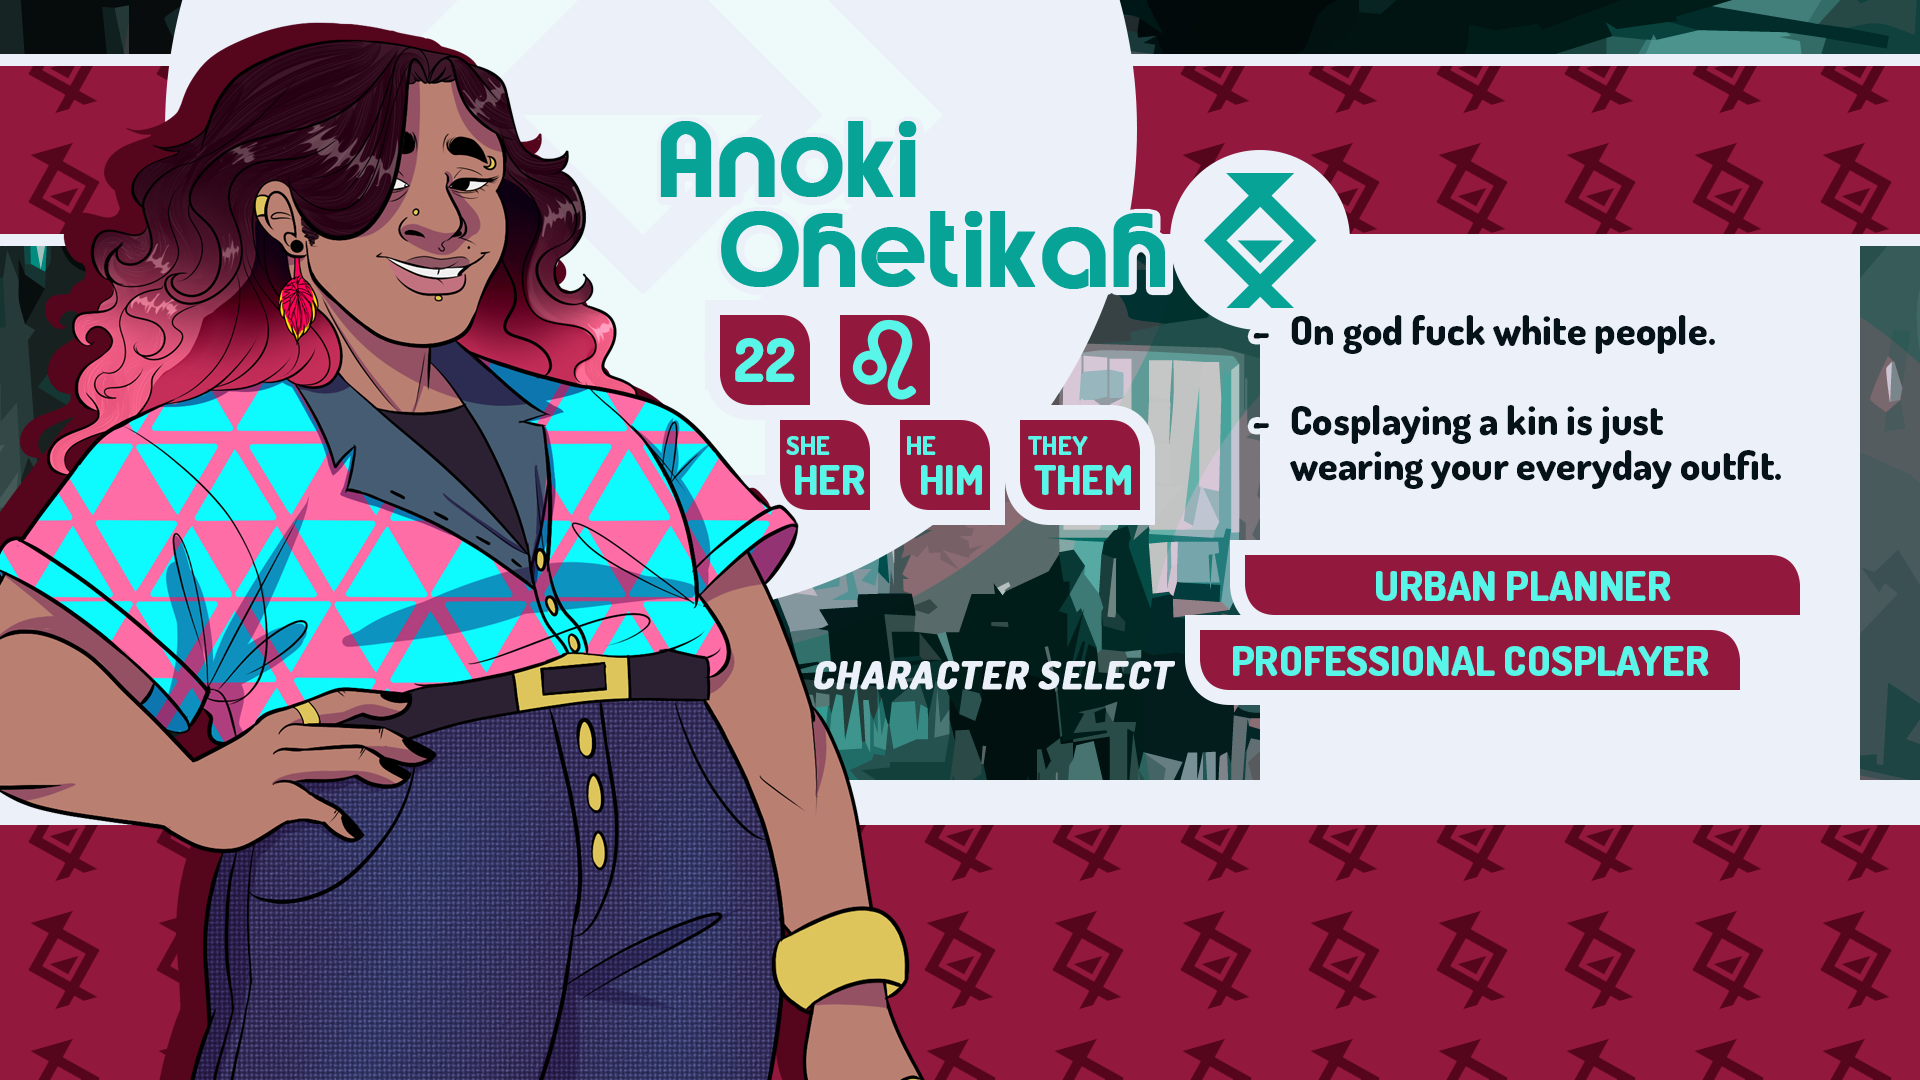 Anoki
Ohetikah
22
SHE
HER
HE
HIM
THEY
THEM
- On god fuck white people.
- Cosplaying a kin is just
wearing your everyday outfit.
URBAN PLANNER
CHARACTER SELECT
PROFESSIONAL COSPLAYER